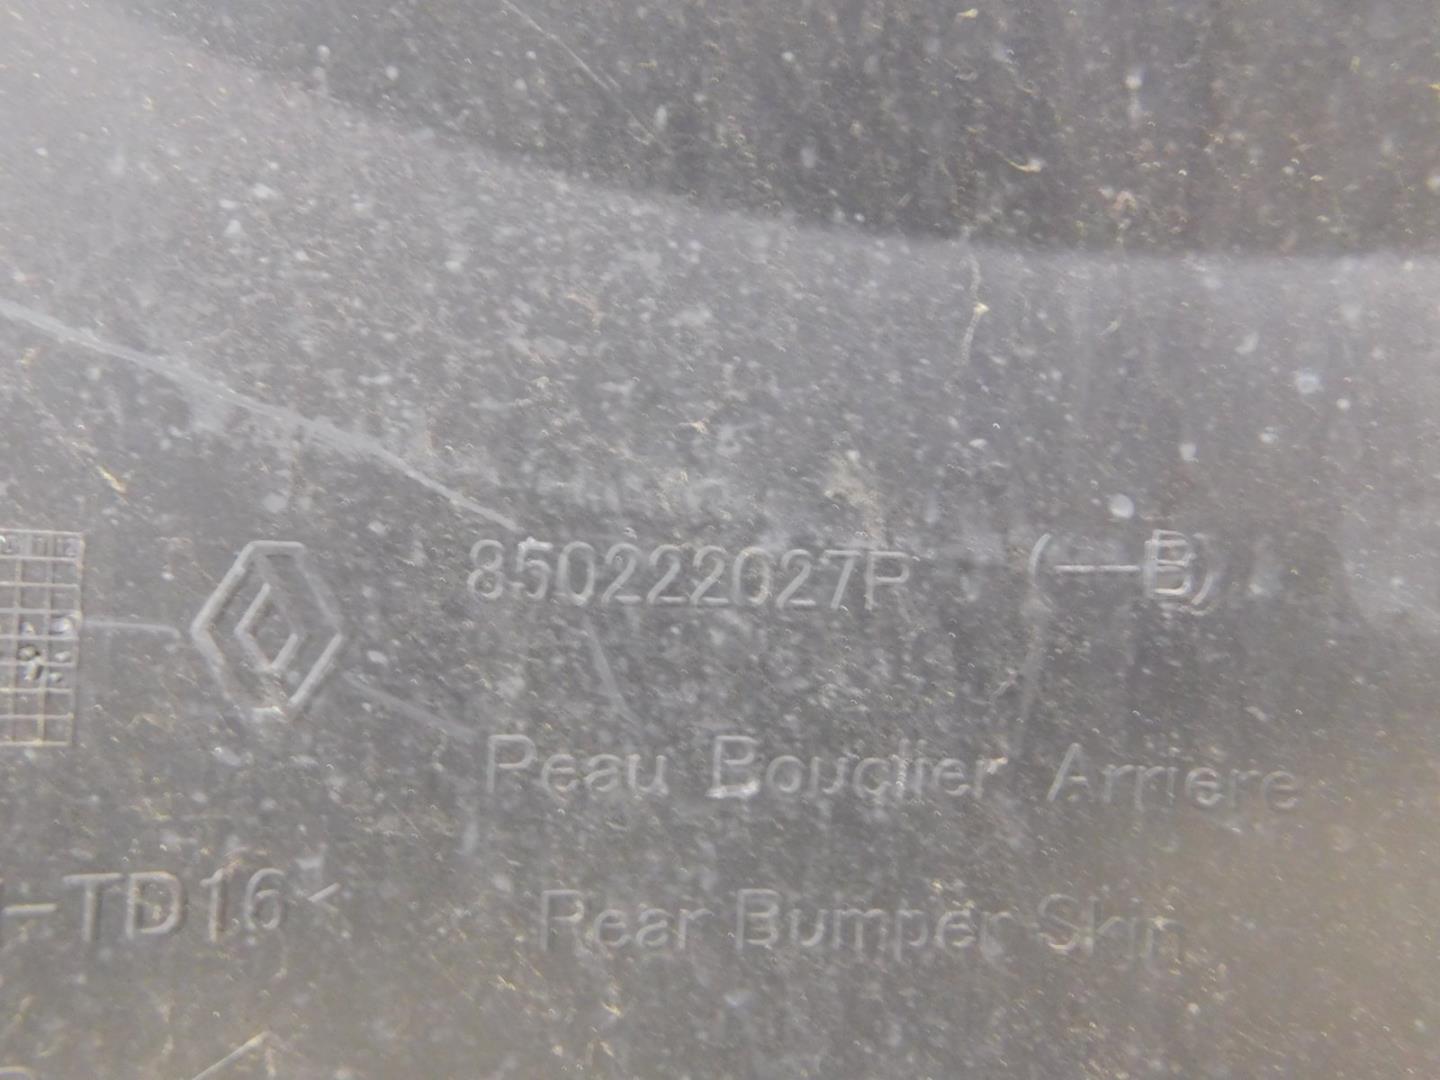 850222027R (—B)
Peau Bouclier Arriere
-TD16<
Rear Bumper Skin